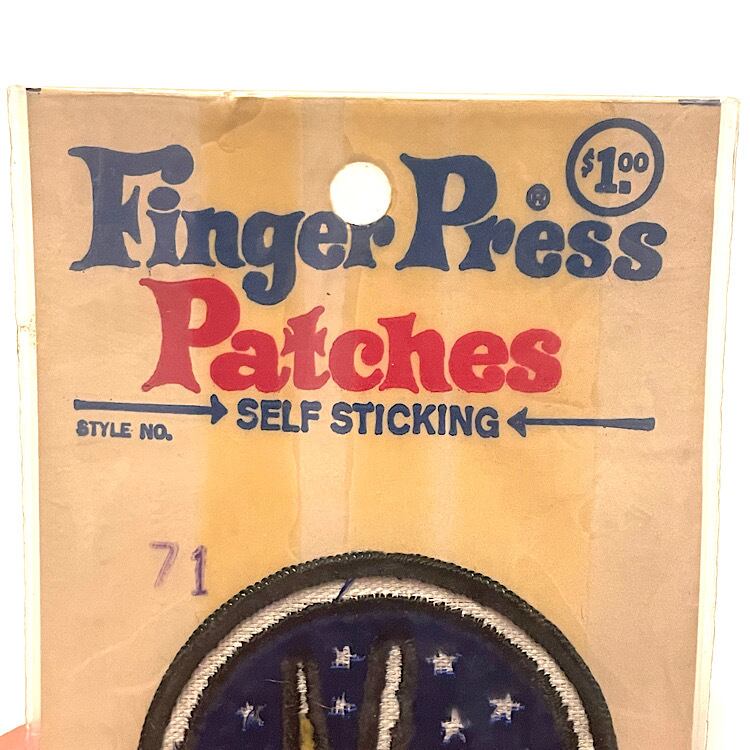 $1.00
Finger Press®
Patches
SELF STICKING
STYLE NO.
71